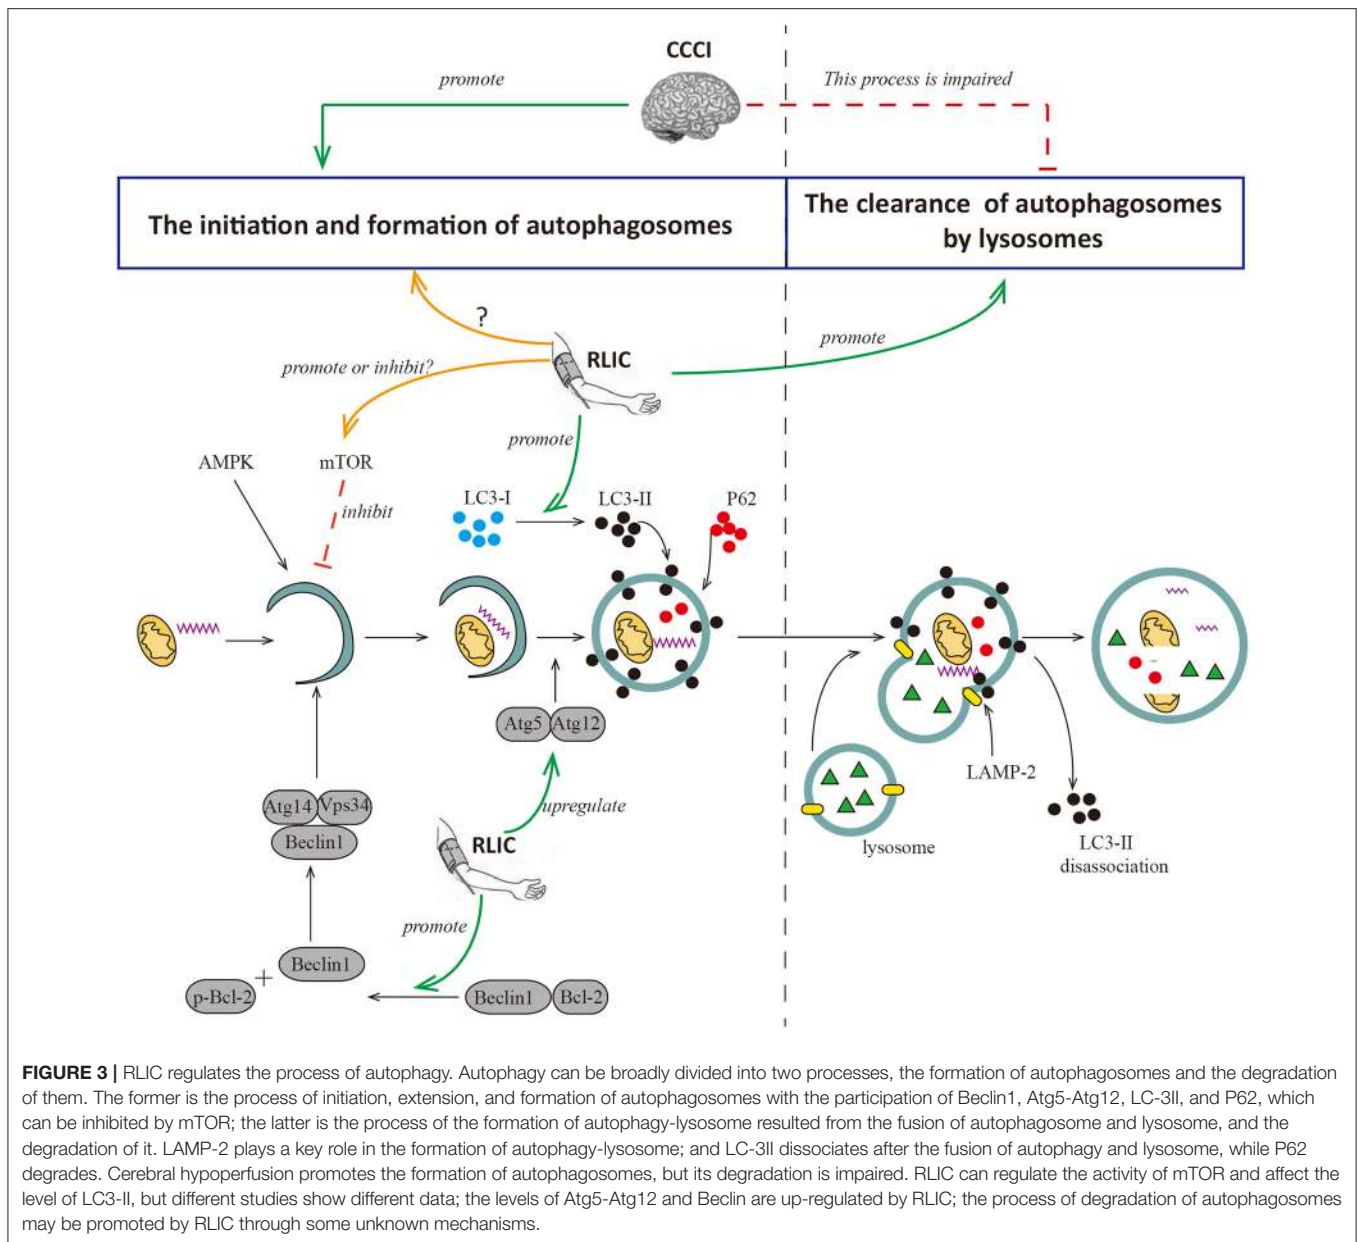 CCCI
promote
This process is impaired
The initiation and formation of autophagosomes
The clearance of autophagosomes
by lysosomes
?
RLIC
promote
promote or inhibit?
promote
AMPK
mTOR
inhibit
LC3-I
LC3-II
P62
Atg5
Atg12
LAMP-2
lysosome
LC3-II
disassociation
Atg14
Vps34
Beclin1
upregulate
RLIC
promote
Beclin1
+
p-Bcl-2
Beclin1
Bcl-2
FIGURE 3 | RLIC regulates the process of autophagy. Autophagy can be broadly divided into two processes, the formation of autophagosomes and the degradation
of them. The former is the process of initiation, extension, and formation of autophagosomes with the participation of Beclin1, Atg5-Atg12, LC-3II, and P62, which
can be inhibited by mTOR; the latter is the process of the formation of autophagy-lysosome resulted from the fusion of autophagosome and lysosome, and the
degradation of it. LAMP-2 plays a key role in the formation of autophagy-lysosome; and LC-3II dissociates after the fusion of autophagy and lysosome, while P62
degrades. Cerebral hypoperfusion promotes the formation of autophagosomes, but its degradation is impaired. RLIC can regulate the activity of mTOR and affect the
level of LC3-II, but different studies show different data; the levels of Atg5-Atg12 and Beclin are up-regulated by RLIC; the process of degradation of autophagosomes
may be promoted by RLIC through some unknown mechanisms.